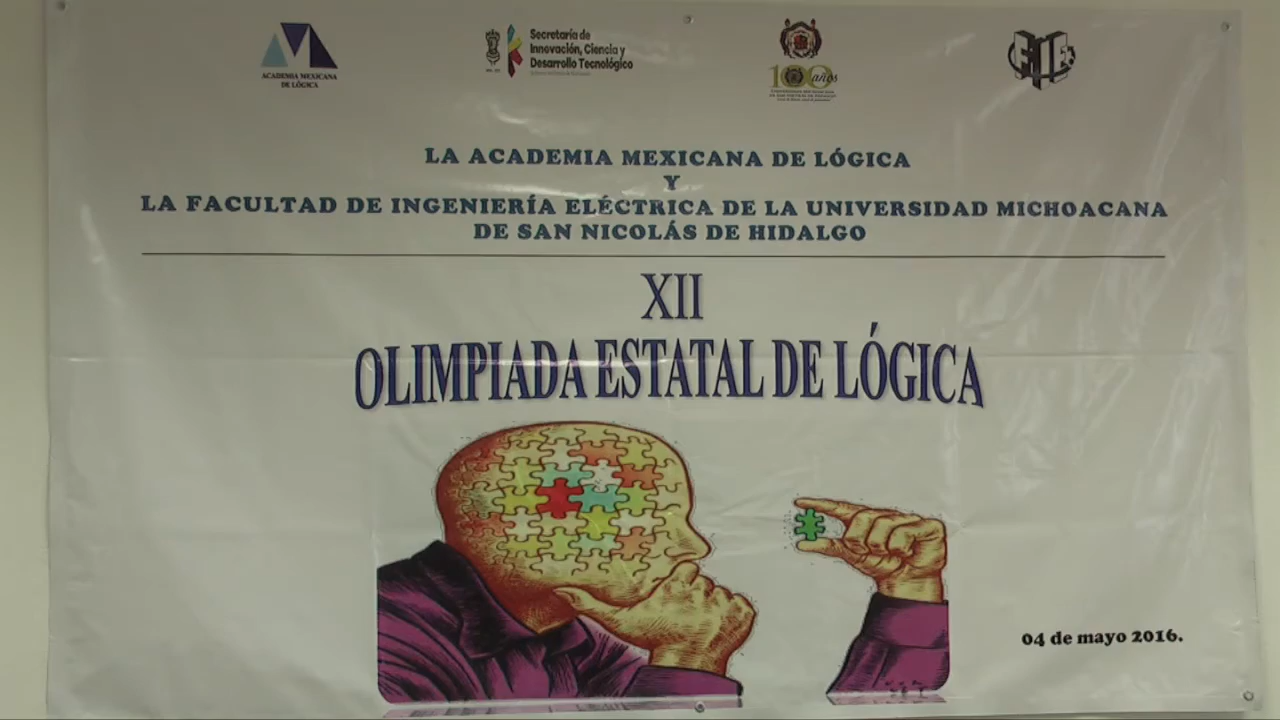 ACADEMIA MEXICANA
DE LÓGICA
Secretaría de
Innovación, Ciencia y
Desarrollo Tecnológico
100 años
LA ACADEMIA MEXICANA DE LÓGICA
Y
LA FACULTAD DE INGENIERÍA ELÉCTRICA DE LA UNIVERSIDAD MICHOACANA
DE SAN NICOLÁS DE HIDALGO
XII
OLIMPIADA ESTATAL DE LÓGICA
04 de mayo 2016.